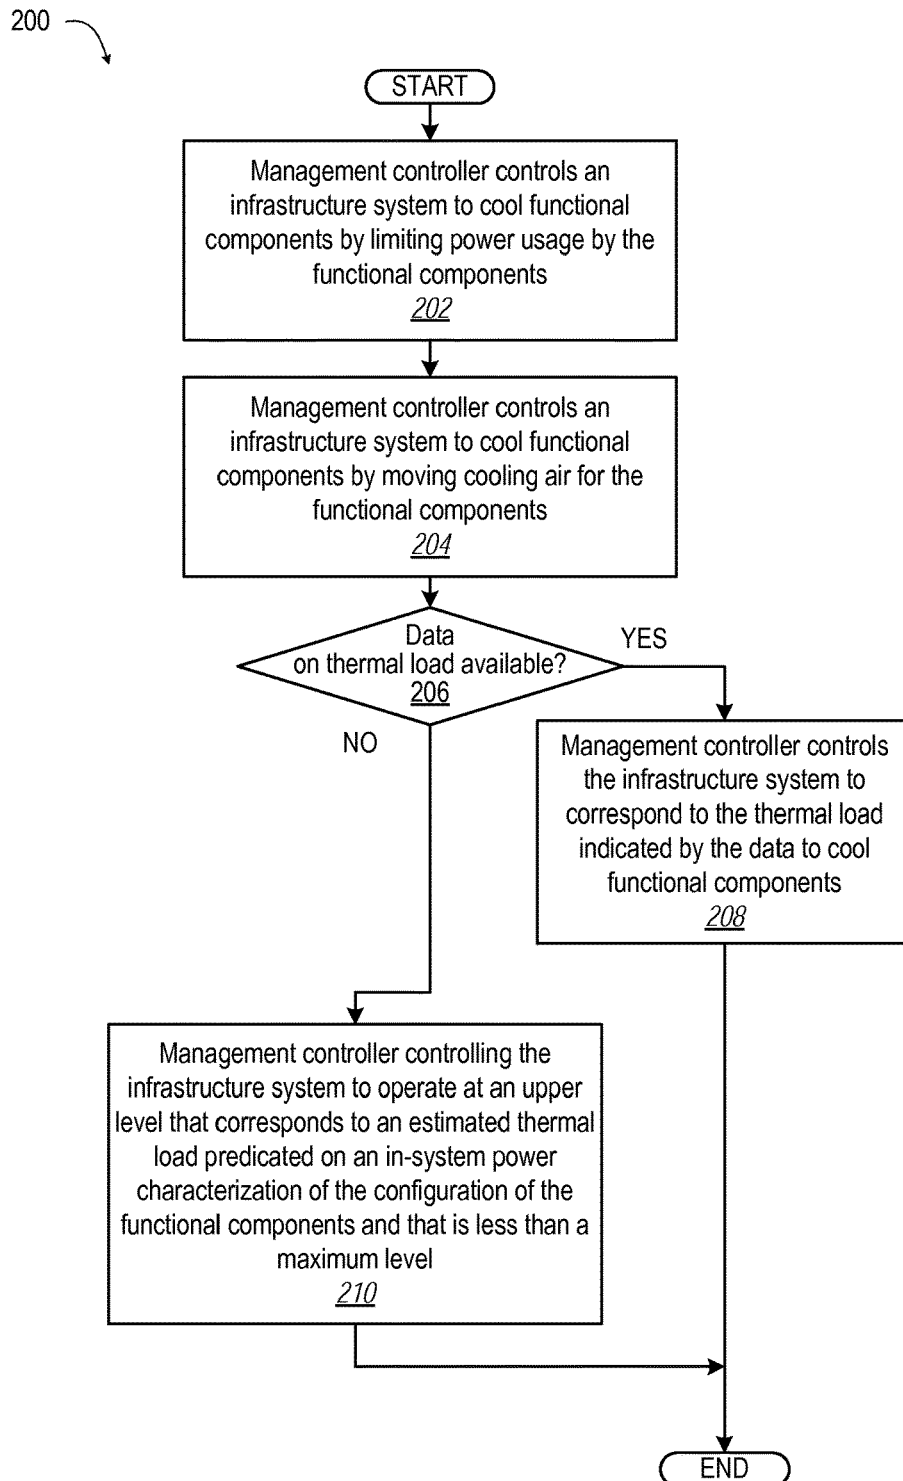 200
START
Management controller controls an
infrastructure system to cool functional
components by limiting power usage by the
functional components
202
Management controller controls an
infrastructure system to cool functional
components by moving cooling air for the
functional components
204
Data
on thermal load available?
206
YES
NO
Management controller controls
the infrastructure system to
correspond to the thermal load
indicated by the data to cool
functional components
208
Management controller controlling the
infrastructure system to operate at an upper
level that corresponds to an estimated thermal
load predicated on an in-system power
characterization of the configuration of the
functional components and that is less than a
maximum level
210
END